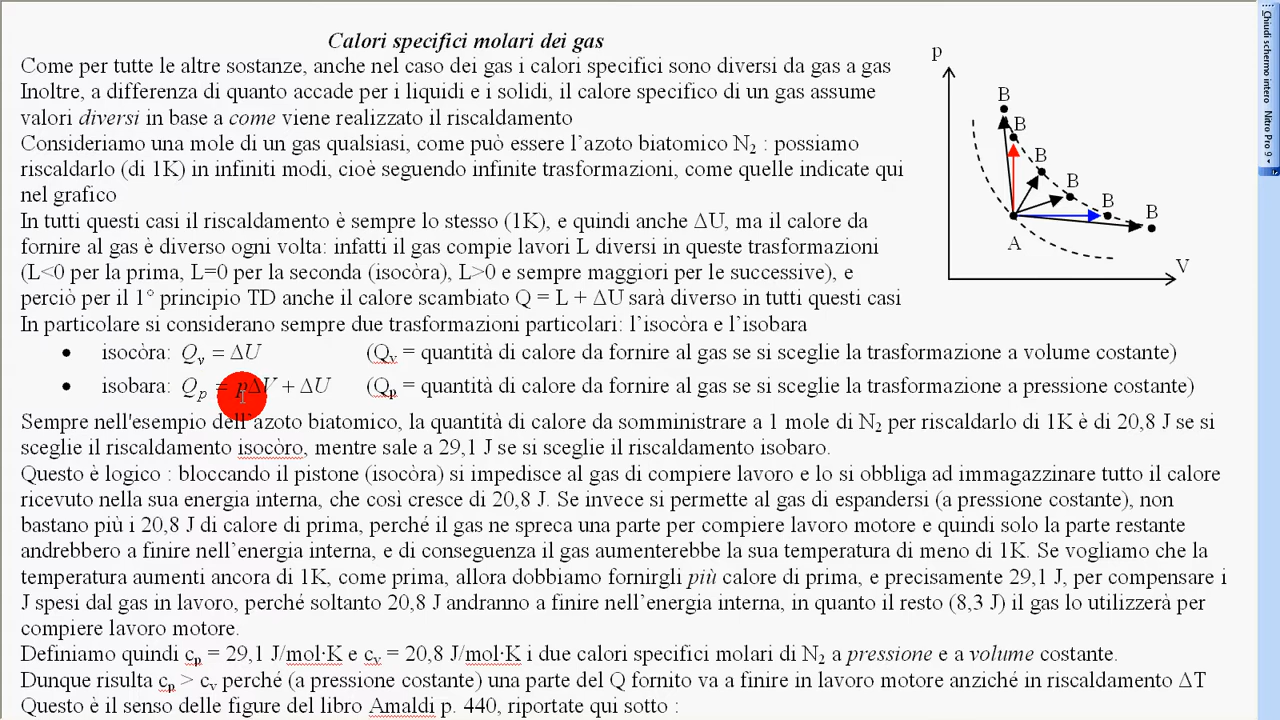 Calori specifici molari dei gas
Come per tutte le altre sostanze, anche nel caso dei gas i calori specifici sono diversi da gas a gas
Inoltre, a differenza di quanto accade per i liquidi e i solidi, il calore specifico di un gas assume
valori diversi in base a come viene realizzato il riscaldamento
Consideriamo una mole di un gas qualsiasi, come può essere l'azoto biatomico N₂ : possiamo
riscaldarlo (di 1K) in infiniti modi, cioè seguendo infinite trasformazioni, come quelle indicate qui
nel grafico
In tutti questi casi il riscaldamento è sempre lo stesso (1K), e quindi anche ΔU, ma il calore da
fornire al gas è diverso ogni volta: infatti il gas compie lavori L diversi in queste trasformazioni
(L<0 per la prima, L=0 per la seconda (isocòra), L>0 e sempre maggiori per le successive), e
perciò per il 1° principio TD anche il calore scambiato Q = L + ΔU sarà diverso in tutti questi casi
In particolare si considerano sempre due trasformazioni particolari: l'isocòra e l'isobara
• isocòra: Qᵥ = ΔU (Qᵥ = quantità di calore da fornire al gas se si sceglie la trasformazione a volume costante)
• isobara: Qₚ = pΔV + ΔU (Qₚ = quantità di calore da fornire al gas se si sceglie la trasformazione a pressione costante)
Sempre nell'esempio dell'azoto biatomico, la quantità di calore da somministrare a 1 mole di N₂ per riscaldarlo di 1K è di 20,8 J se si
sceglie il riscaldamento isocòro, mentre sale a 29,1 J se si sceglie il riscaldamento isobaro.
Questo è logico : bloccando il pistone (isocòra) si impedisce al gas di compiere lavoro e lo si obbliga ad immagazzinare tutto il calore
ricevuto nella sua energia interna, che così cresce di 20,8 J. Se invece si permette al gas di espandersi (a pressione costante), non
bastano più i 20,8 J di calore di prima, perché il gas ne spreca una parte per compiere lavoro motore e quindi solo la parte restante
andrebbero a finire nell'energia interna, e di conseguenza il gas aumenterebbe la sua temperatura di meno di 1K. Se vogliamo che la
temperatura aumenti ancora di 1K, come prima, allora dobbiamo fornirgli più calore di prima, e precisamente 29,1 J, per compensare i
J spesi dal gas in lavoro, perché soltanto 20,8 J andranno a finire nell'energia interna, in quanto il resto (8,3 J) il gas lo utilizzerà per
compiere lavoro motore.
Definiamo quindi cₚ = 29,1 J/mol·K e cᵥ = 20,8 J/mol·K i due calori specifici molari di N₂ a pressione e a volume costante.
Dunque risulta cₚ > cᵥ perché (a pressione costante) una parte del Q fornito va a finire in lavoro motore anziché in riscaldamento ΔT
Questo è il senso delle figure del libro Amaldi p. 440, riportate qui sotto :
p
B
B
B
B
B
B
A
V
Chiudi schermo intero Nitro Pro 9